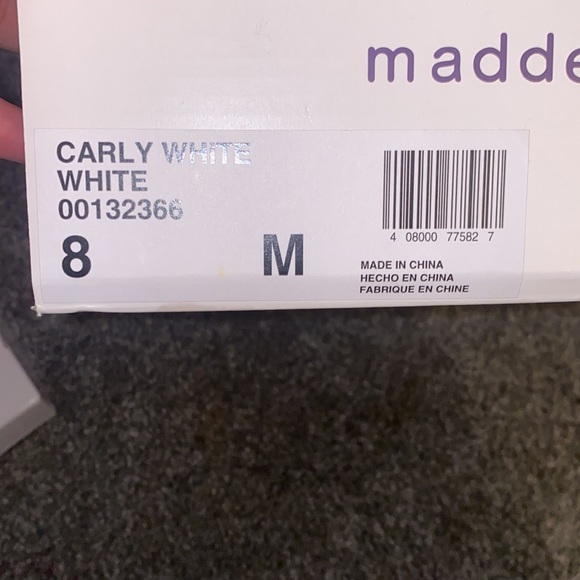 madde
CARLY WHITE
WHITE
00132366
8 M
4 08000 77582 7
MADE IN CHINA
HECHO EN CHINA
FABRIQUE EN CHINE